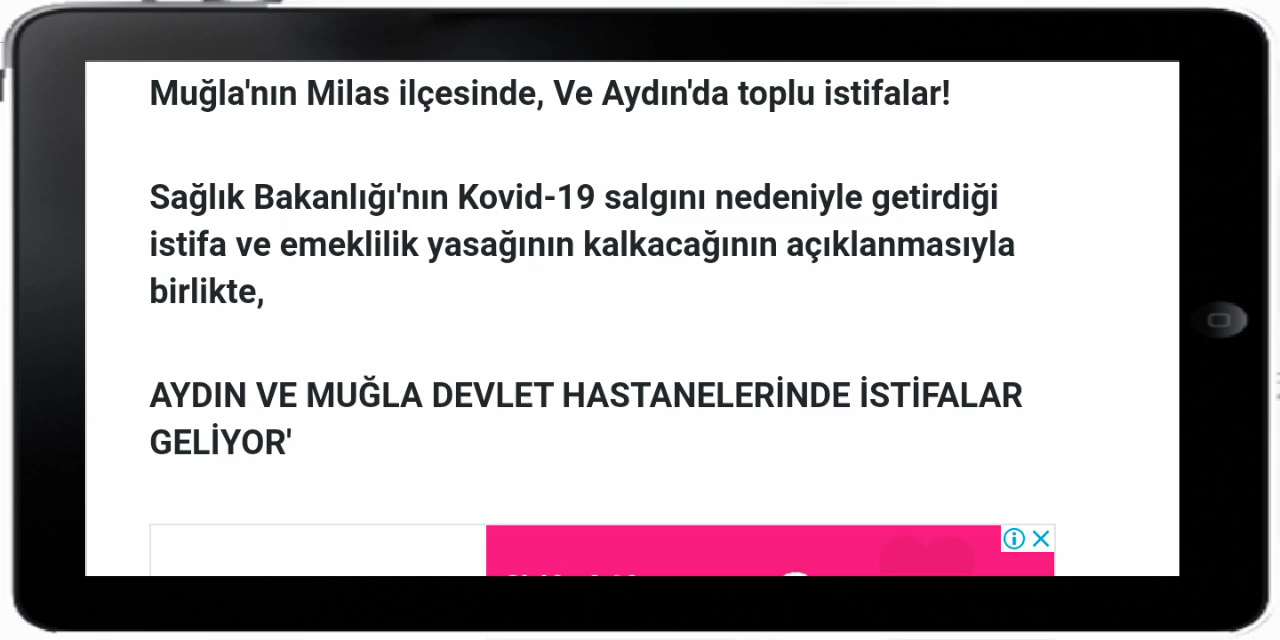 Muğla'nın Milas ilçesinde, Ve Aydın'da toplu istifalar!
Sağlık Bakanlığı'nın Kovid-19 salgını nedeniyle getirdiği
istifa ve emeklilik yasağının kalkacağının açıklanmasıyla
birlikte,
AYDIN VE MUĞLA DEVLET HASTANELERİNDE İSTİFALAR
GELİYOR'